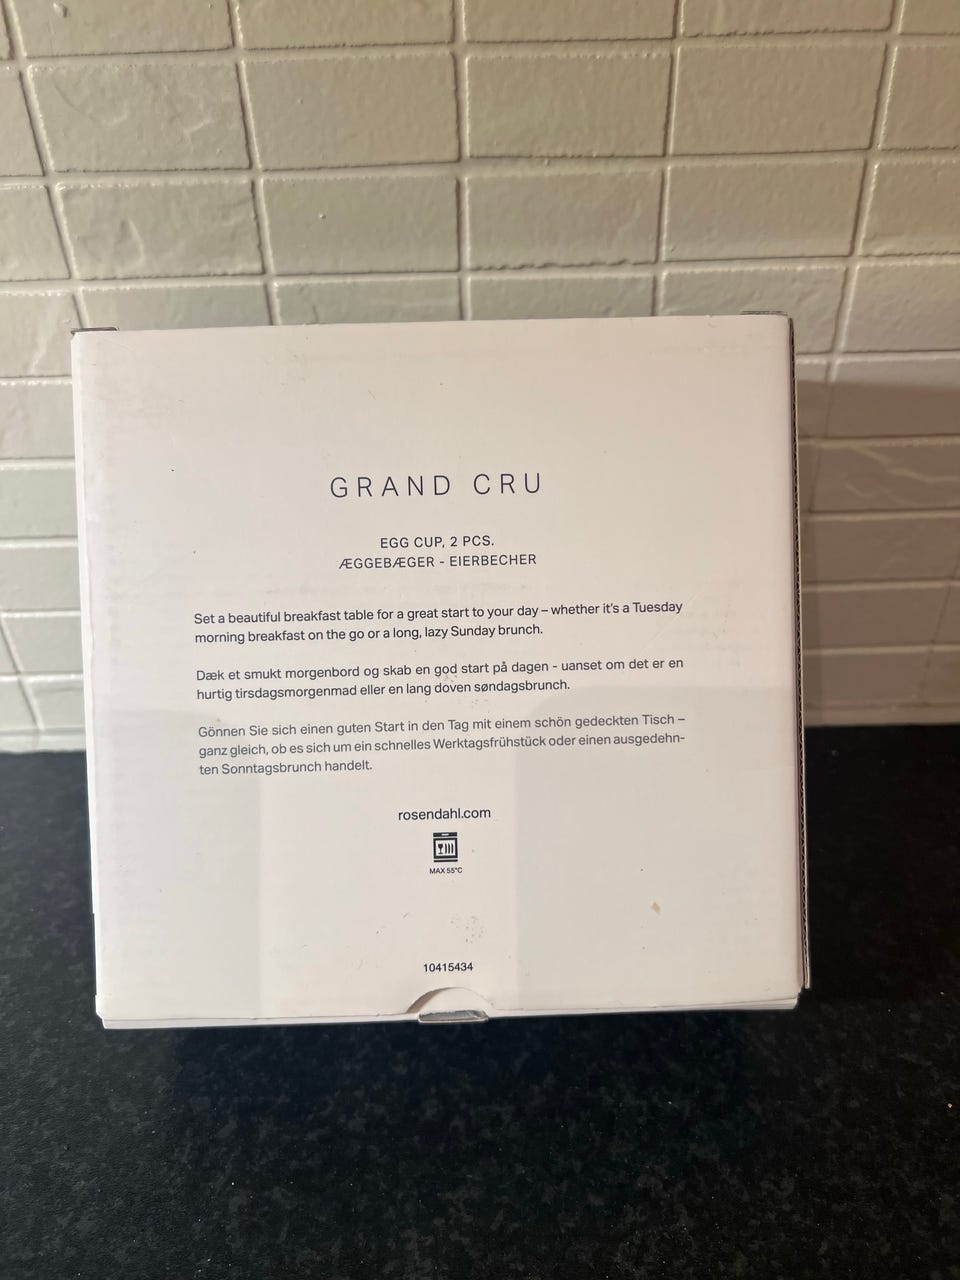 GRAND CRU
EGG CUP, 2 PCS.
ÆGGEBÆGER - EIERBECHER
Set a beautiful breakfast table for a great start to your day – whether it's a Tuesday
morning breakfast on the go or a long, lazy Sunday brunch.
Dæk et smukt morgenbord og skab en god start på dagen - uanset om det er en
hurtig tirsdagsmorgenmad eller en lang doven søndagsbrunch.
Gönnen Sie sich einen guten Start in den Tag mit einem schön gedeckten Tisch –
ganz gleich, ob es sich um ein schnelles Werktagsfrühstück oder einen ausgedehn-
ten Sonntagsbrunch handelt.
rosendahl.com
MAX 55°C
10415434